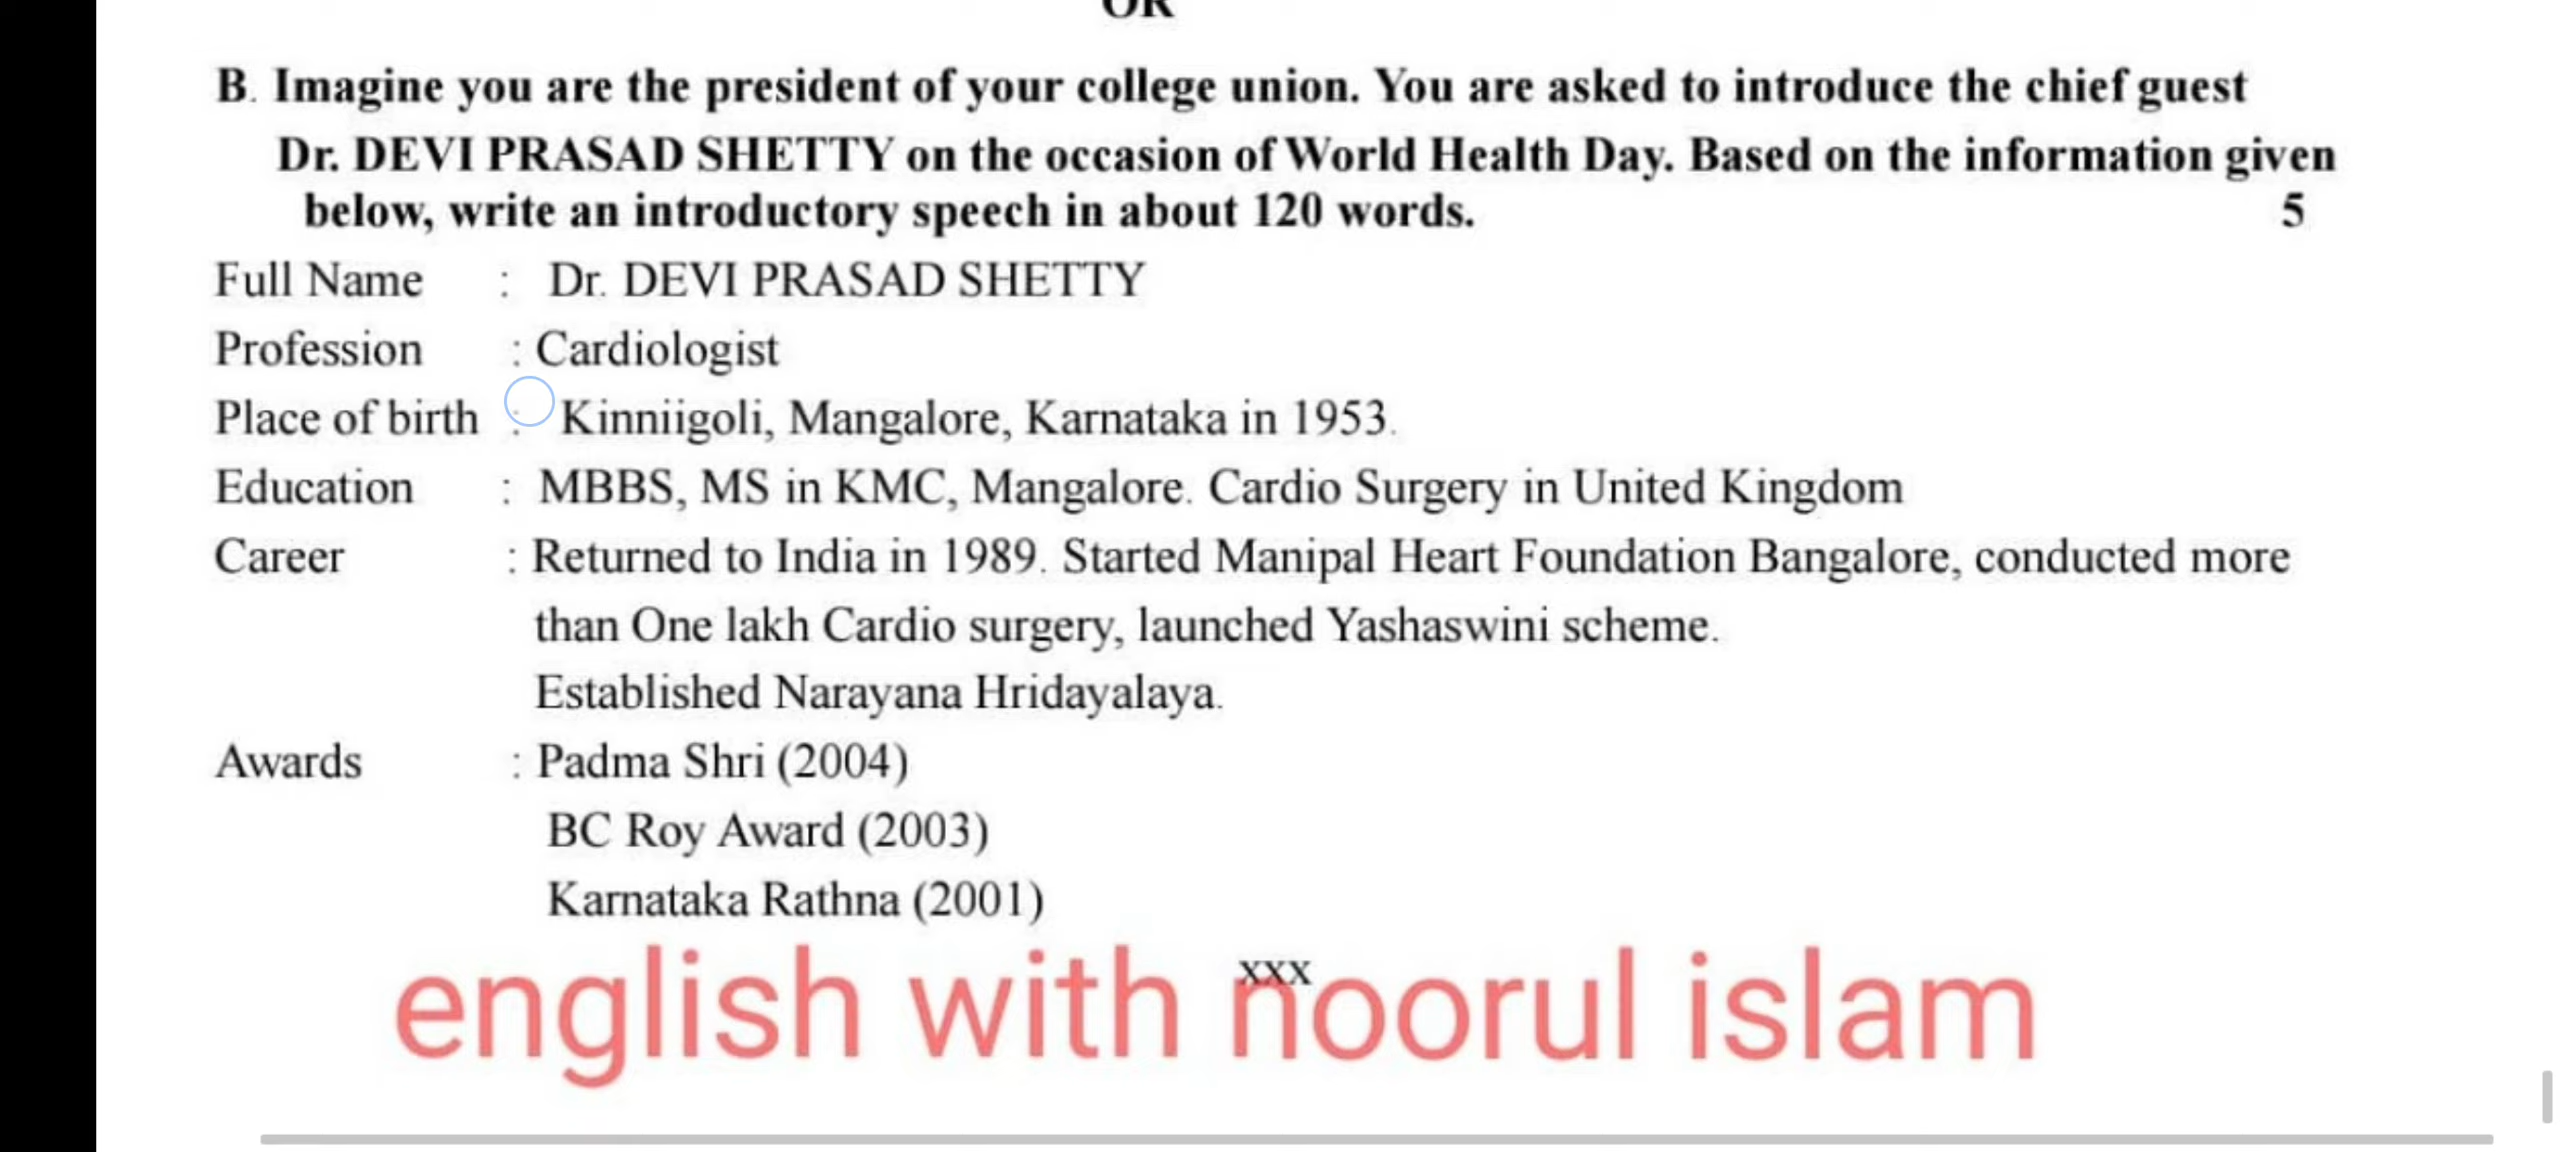 OR
B. Imagine you are the president of your college union. You are asked to introduce the chief guest
Dr. DEVI PRASAD SHETTY on the occasion of World Health Day. Based on the information given
below, write an introductory speech in about 120 words. 5
Full Name : Dr. DEVI PRASAD SHETTY
Profession : Cardiologist
Place of birth : Kinniigoli, Mangalore, Karnataka in 1953.
Education : MBBS, MS in KMC, Mangalore. Cardio Surgery in United Kingdom
Career : Returned to India in 1989. Started Manipal Heart Foundation Bangalore, conducted more
than One lakh Cardio surgery, launched Yashaswini scheme.
Established Narayana Hridayalaya.
Awards : Padma Shri (2004)
BC Roy Award (2003)
Karnataka Rathna (2001)
xxx
english with noorul islam